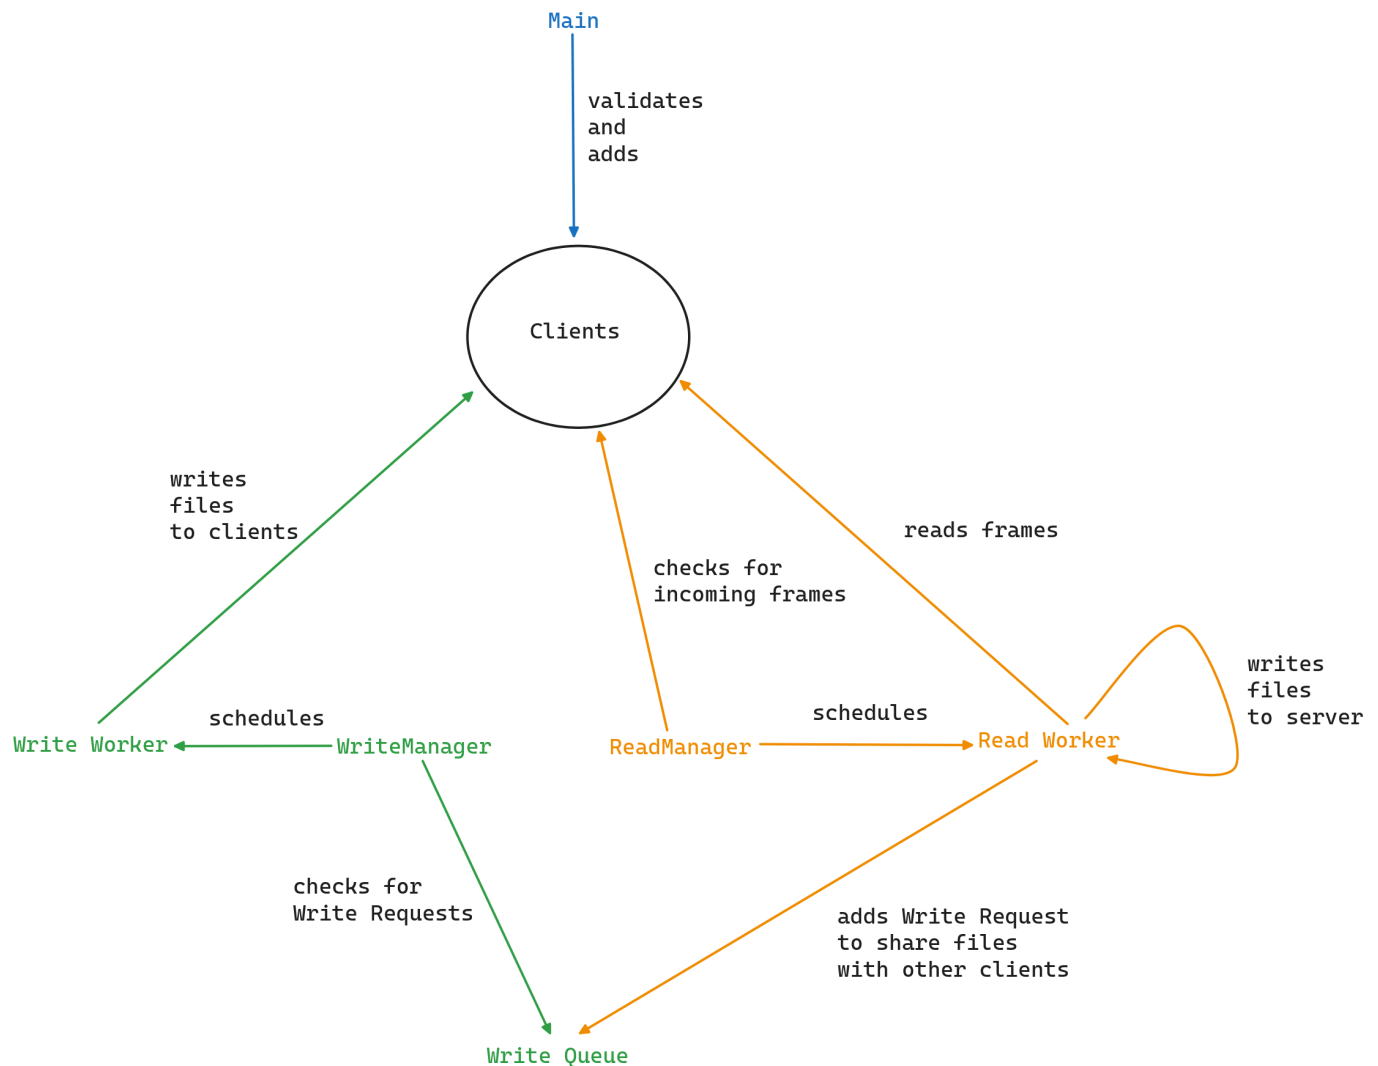 Main
validates
and
adds
Clients
writes
files
to clients
reads frames
checks for
incoming frames
writes
files
to server
schedules
schedules
Write Worker
WriteManager
ReadManager
Read Worker
checks for
Write Requests
adds Write Request
to share files
with other clients
Write Queue